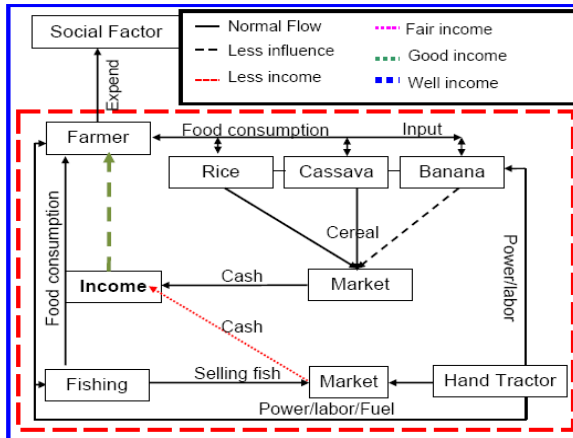 Social Factor
Normal Flow
Less influence
Less income
Fair income
Good income
Well income
Expend
Farmer
Food consumption
Input
Rice
Cassava
Banana
Cereal
Food consumption
Power/labor
Income
Cash
Market
Cash
Fishing
Selling fish
Market
Hand Tractor
Power/labor/Fuel